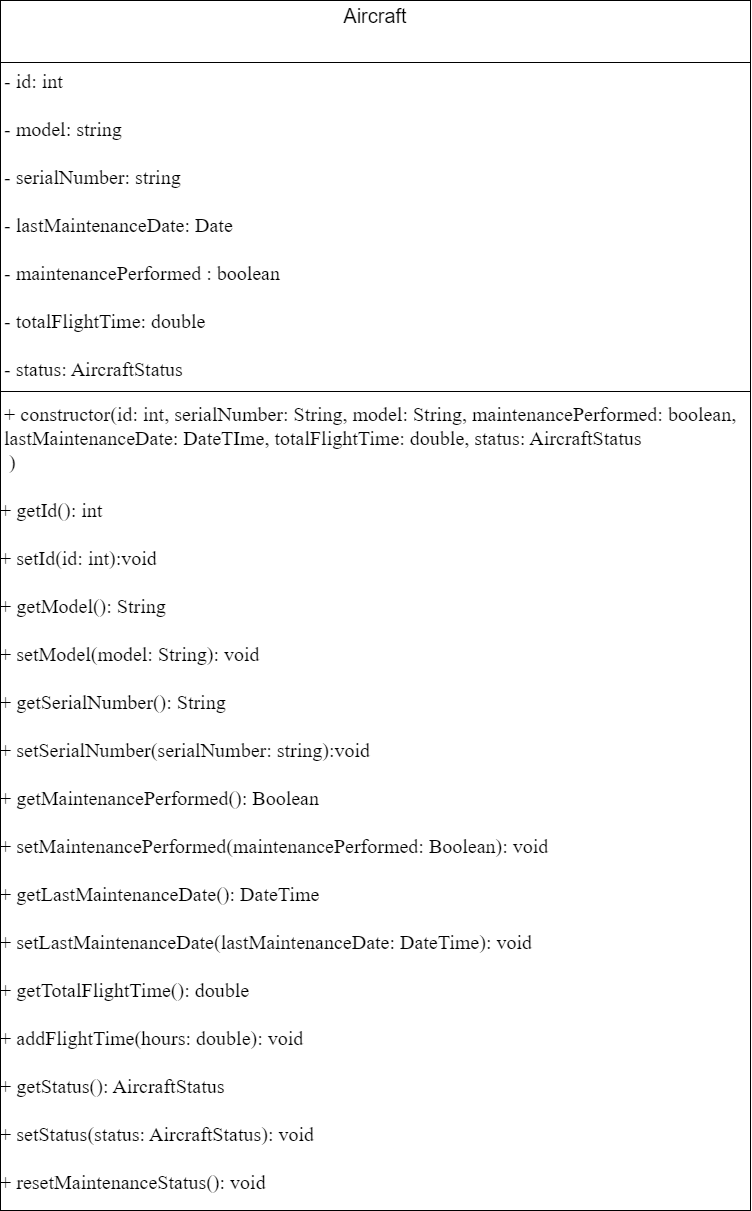 Aircraft
- id: int
- model: string
- serialNumber: string
- lastMaintenanceDate: Date
- maintenancePerformed : boolean
- totalFlightTime: double
- status: AircraftStatus
+ constructor(id: int, serialNumber: String, model: String, maintenancePerformed: boolean,
lastMaintenanceDate: DateTIme, totalFlightTime: double, status: AircraftStatus
)
+ getId(): int
+ setId(id: int):void
+ getModel(): String
+ setModel(model: String): void
+ getSerialNumber(): String
+ setSerialNumber(serialNumber: string):void
+ getMaintenancePerformed(): Boolean
+ setMaintenancePerformed(maintenancePerformed: Boolean): void
+ getLastMaintenanceDate(): DateTime
+ setLastMaintenanceDate(lastMaintenanceDate: DateTime): void
+ getTotalFlightTime(): double
+ addFlightTime(hours: double): void
+ getStatus(): AircraftStatus
+ setStatus(status: AircraftStatus): void
+ resetMaintenanceStatus(): void